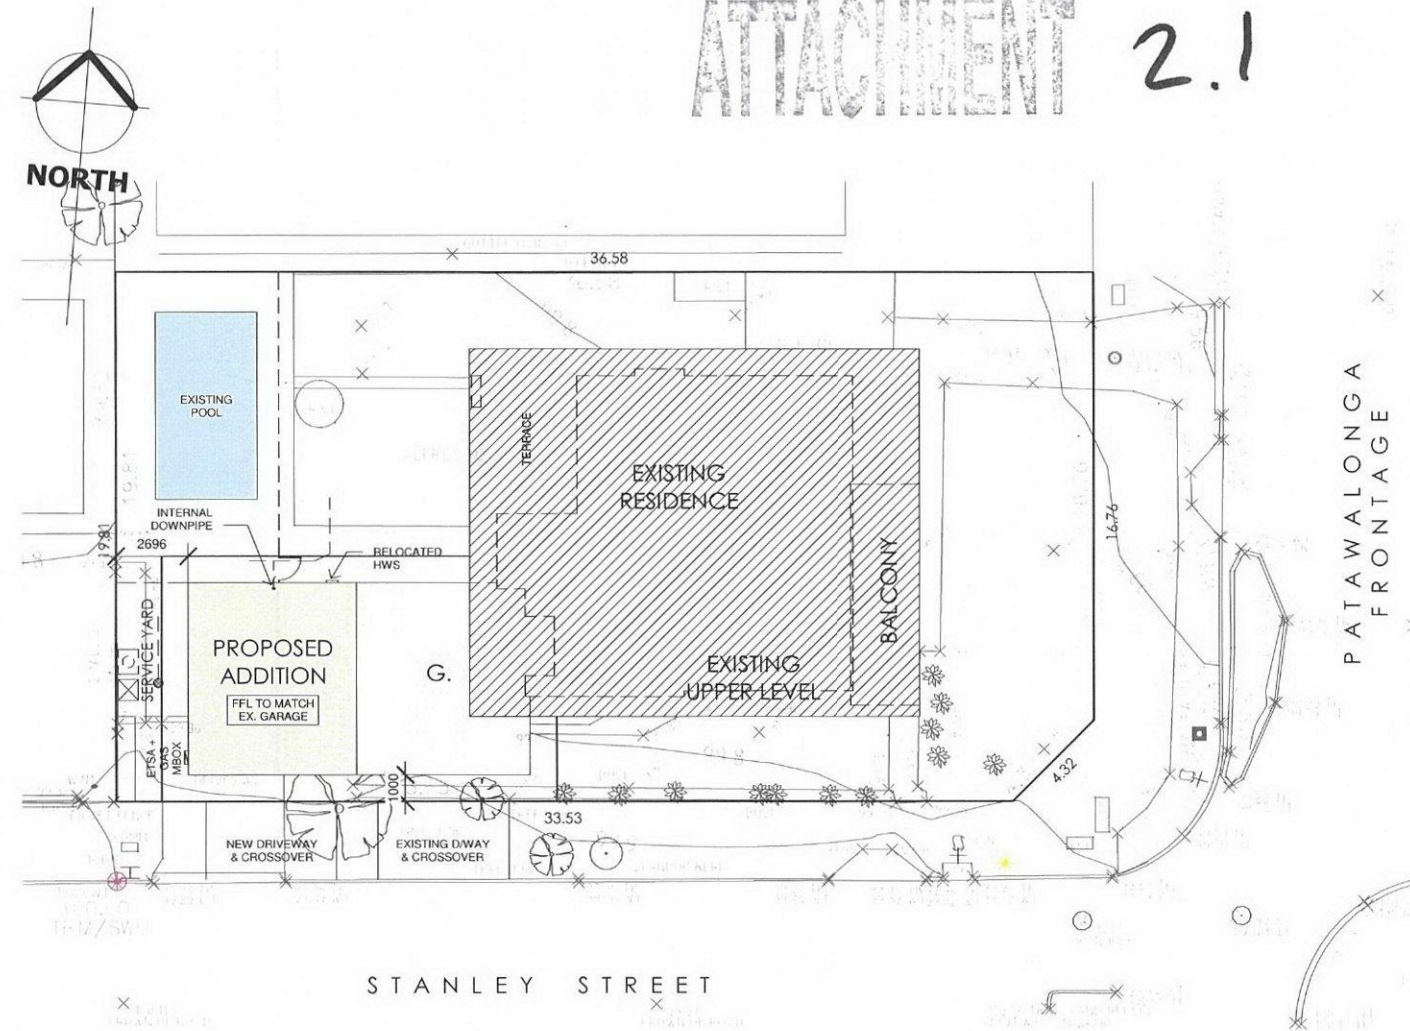 ATTACHMENT 2.1
NORTH
36.58
EXISTING
POOL
TERRACE
EXISTING
RESIDENCE
PATAWALONGA
FRONTAGE
INTERNAL
DOWNPIPE
19.81
2696
RELOCATED
HWS
16.76
BALCONY
SERVICE YARD
PROPOSED
ADDITION
FFL TO MATCH
EX. GARAGE
G.
EXISTING
UPPER LEVEL
ETSA +
GAS
MBOX
1000
4.32
33.53
NEW DRIVEWAY
& CROSSOVER
EXISTING D/WAY
& CROSSOVER
STANLEY STREET